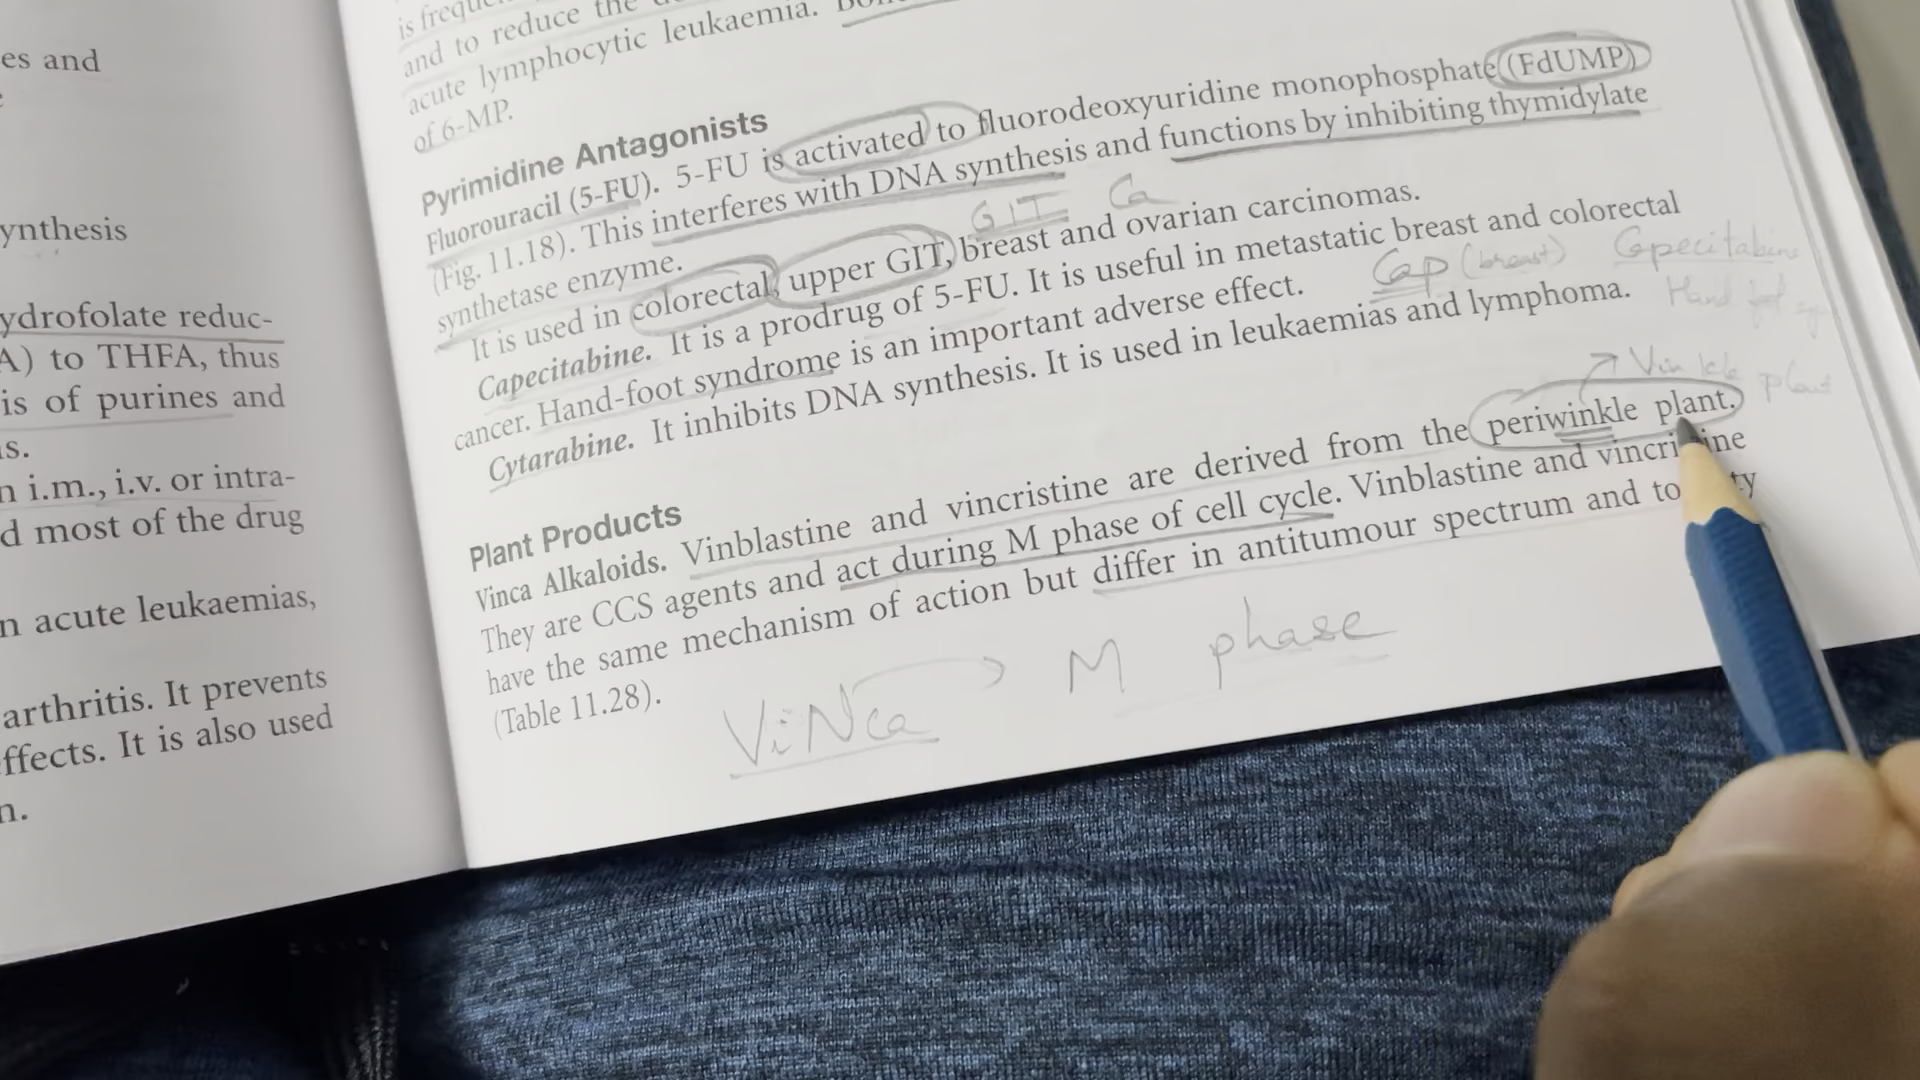 es and
ynthesis
ydrofolate reduc-
A) to THFA, thus
is of purines and
s.
n i.m., i.v. or intra-
d most of the drug
n acute leukaemias,
arthritis. It prevents
ffects. It is also used
n.
is
and to reduce the
acute lymphocytic leukaemia.
of 6-MP.
Pyrimidine Antagonists
Fluorouracil (5-FU). 5-FU is activated to fluorodeoxyuridine monophosphate (FdUMP)
(Fig. 11.18). This interferes with DNA synthesis and functions by inhibiting thymidylate
synthetase enzyme.
GIT Ca
It is used in colorectal, upper GIT, breast and ovarian carcinomas.
Capecitabine. It is a prodrug of 5-FU. It is useful in metastatic breast and colorectal
cancer. Hand-foot syndrome is an important adverse effect.
Cap (breast) Capecitabine
Hand foot
Cytarabine. It inhibits DNA synthesis. It is used in leukaemias and lymphoma.
plant
Plant Products
Vinca Alkaloids. Vinblastine and vincristine are derived from the periwinkle plant.
They are CCS agents and act during M phase of cell cycle. Vinblastine and
have the same mechanism of action but differ in antitumour spectrum and
(Table 11.28).
ViNca → M phase